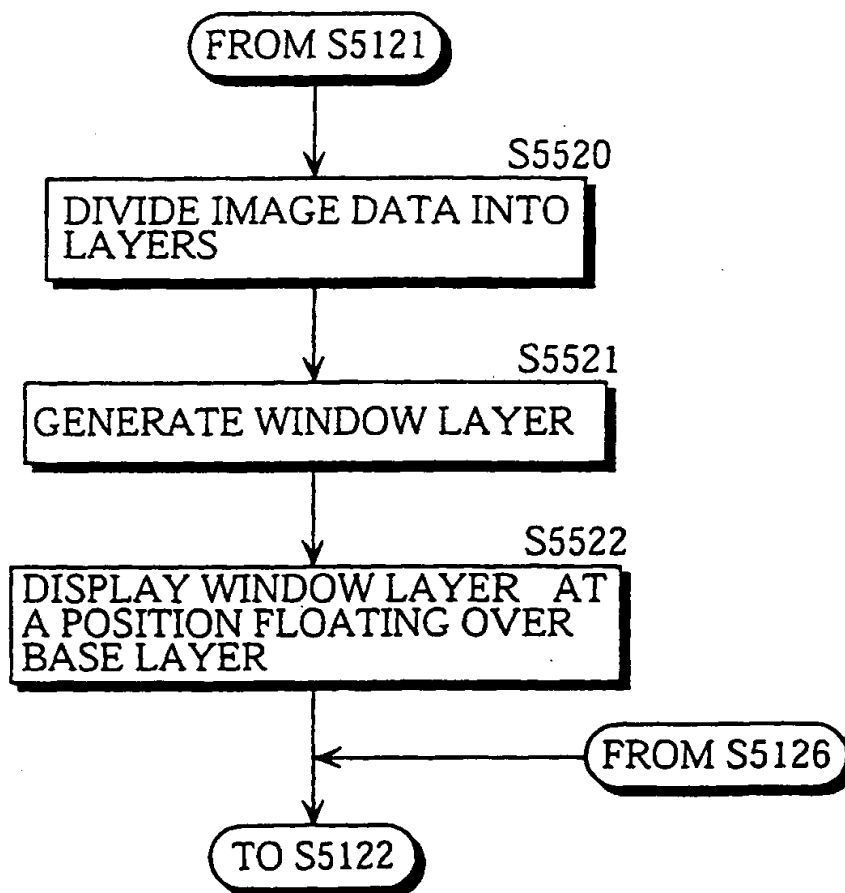 FROM S5121
S5520
DIVIDE IMAGE DATA INTO
LAYERS
S5521
GENERATE WINDOW LAYER
S5522
DISPLAY WINDOW LAYER AT
A POSITION FLOATING OVER
BASE LAYER
FROM S5126
TO S5122